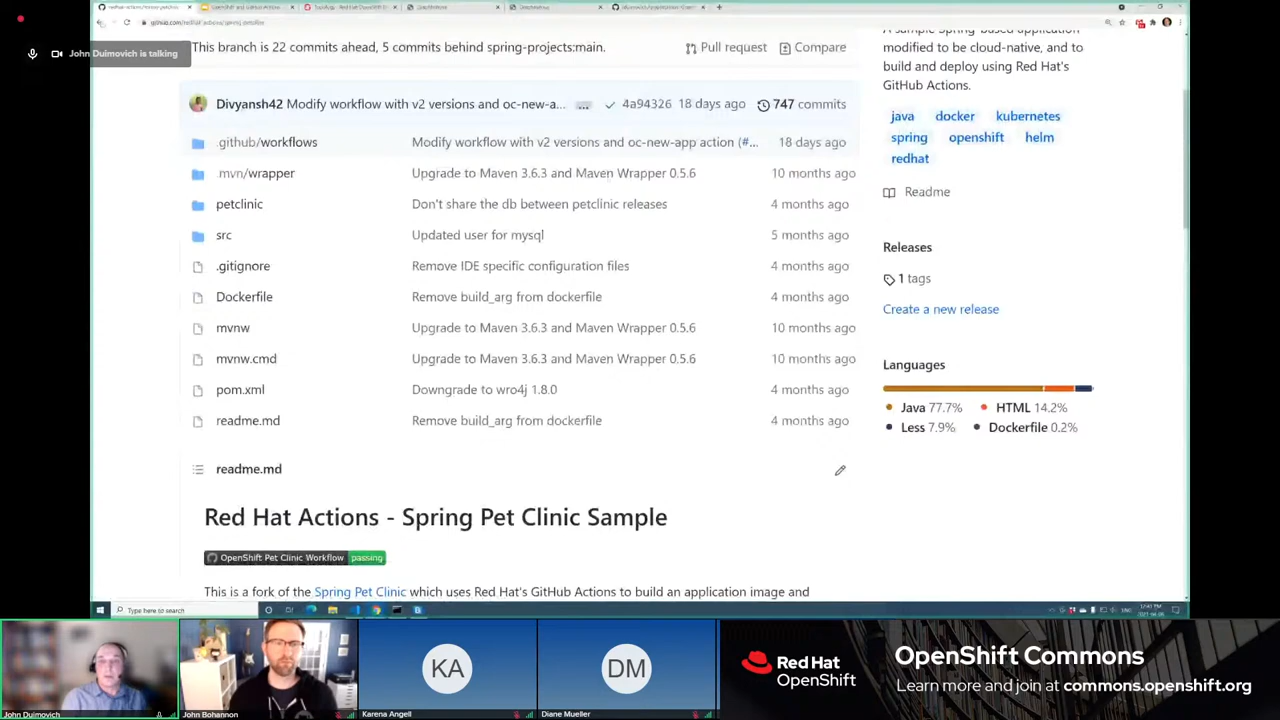 John Duimovich is talking
This branch is 22 commits ahead, 5 commits behind spring-projects:main.
Pull request
Compare
Divyansh42 Modify workflow with v2 versions and oc-new-a... ... 4a94326 18 days ago 747 commits
.github/workflows Modify workflow with v2 versions and oc-new-app action (#... 18 days ago
.mvn/wrapper Upgrade to Maven 3.6.3 and Maven Wrapper 0.5.6 10 months ago
petclinic Don't share the db between petclinic releases 4 months ago
src Updated user for mysql 5 months ago
.gitignore Remove IDE specific configuration files 4 months ago
Dockerfile Remove build_arg from dockerfile 4 months ago
mvnw Upgrade to Maven 3.6.3 and Maven Wrapper 0.5.6 10 months ago
mvnw.cmd Upgrade to Maven 3.6.3 and Maven Wrapper 0.5.6 10 months ago
pom.xml Downgrade to wro4j 1.8.0 4 months ago
readme.md Remove build_arg from dockerfile 4 months ago
readme.md
Red Hat Actions - Spring Pet Clinic Sample
OpenShift Pet Clinic Workflow passing
This is a fork of the Spring Pet Clinic which uses Red Hat's GitHub Actions to build an application image and
A sample Spring-based application
modified to be cloud-native, and to
build and deploy using Red Hat's
GitHub Actions.
java docker kubernetes
spring openshift helm
redhat
Readme
Releases
1 tags
Create a new release
Languages
Java 77.7% HTML 14.2%
Less 7.9% Dockerfile 0.2%
Type here to search
John Duimovich
John Bohannon
KA
Karena Angell
DM
Diane Mueller
Red Hat
OpenShift
OpenShift Commons
Learn more and join at commons.openshift.org